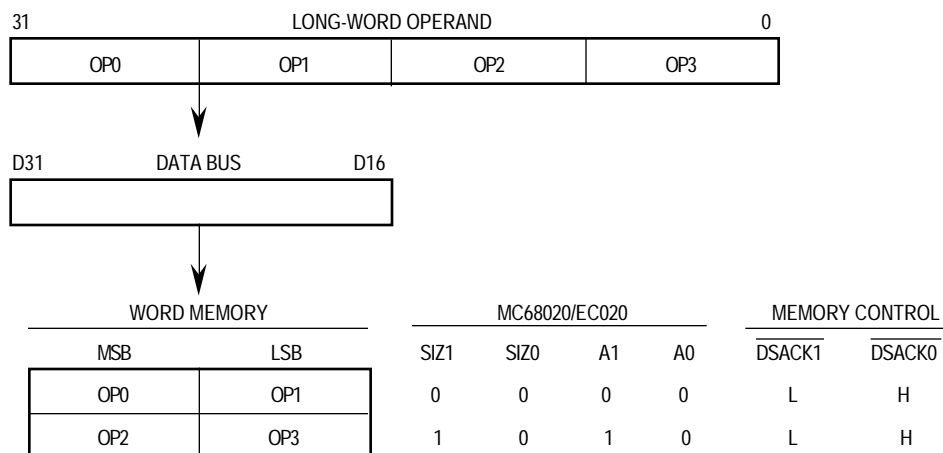 31 LONG-WORD OPERAND 0
OP0 OP1 OP2 OP3
D31 DATA BUS D16
WORD MEMORY MC68020/EC020 MEMORY CONTROL
MSB LSB SIZ1 SIZ0 A1 A0 DSACK1 DSACK0
OP0 OP1 0 0 0 0 L H
OP2 OP3 1 0 1 0 L H